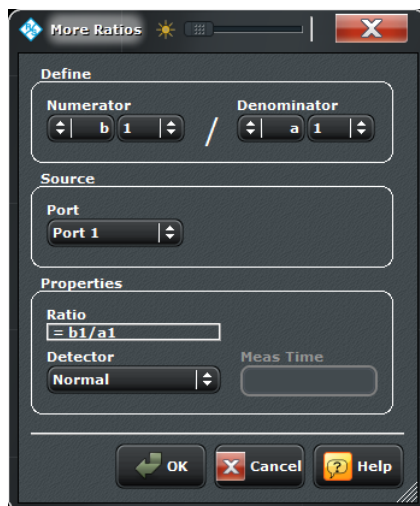 More Ratios X
Define
Numerator Denominator
b 1 / a 1
Source
Port
Port 1
Properties
Ratio
= b1/a1
Detector Meas Time
Normal
OK X Cancel ? Help